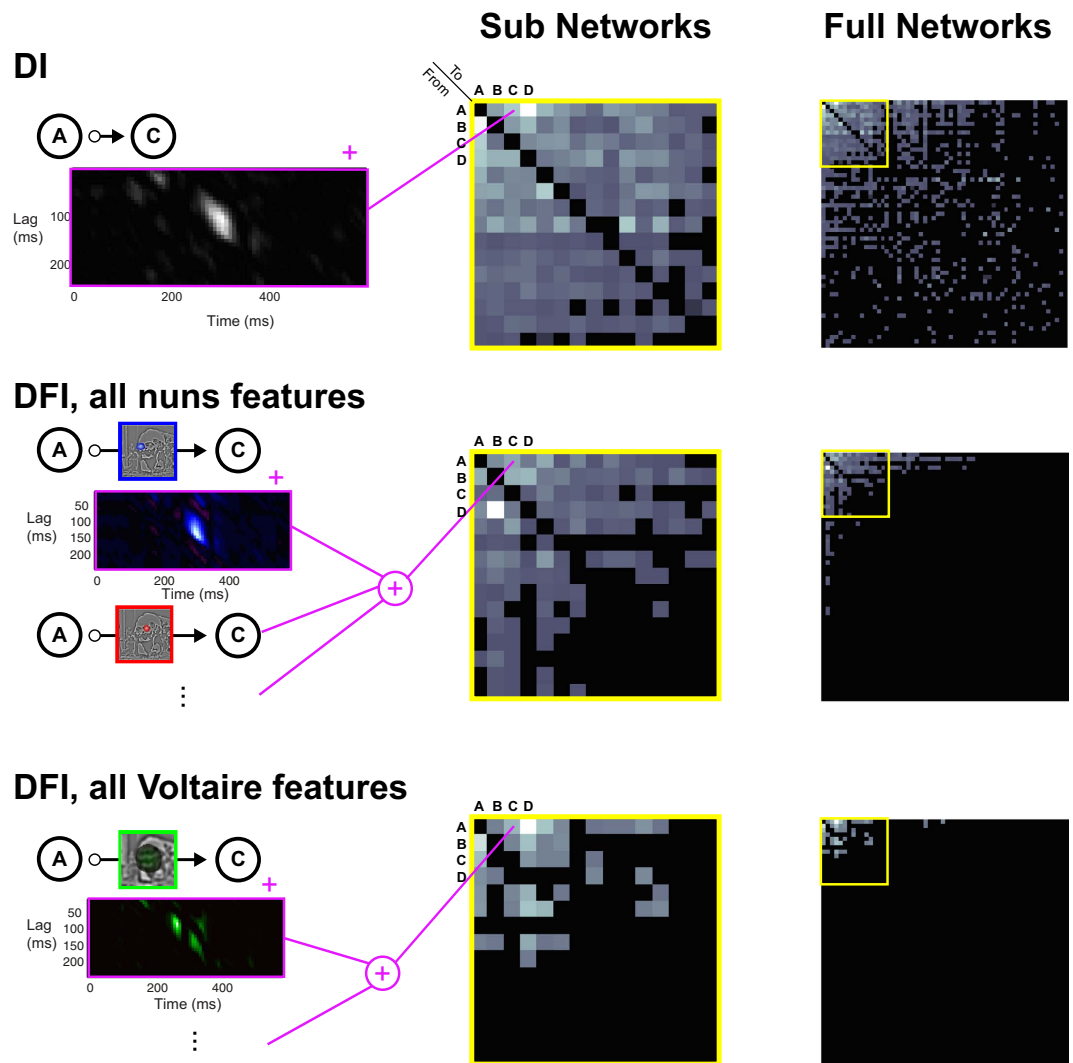 Sub Networks
Full Networks
DI
To
From
A B C D
A
B
C
D
A C
+
Lag
(ms)
100
200
0 200 400
Time (ms)
DFI, all nuns features
A C
+
Lag
(ms)
50
100
150
200
0 200 400
Time (ms)
A C
⋮
+
A B C D
A
B
C
D
DFI, all Voltaire features
A C
+
Lag
(ms)
50
100
150
200
0 200 400
Time (ms)
⋮
+
A B C D
A
B
C
D